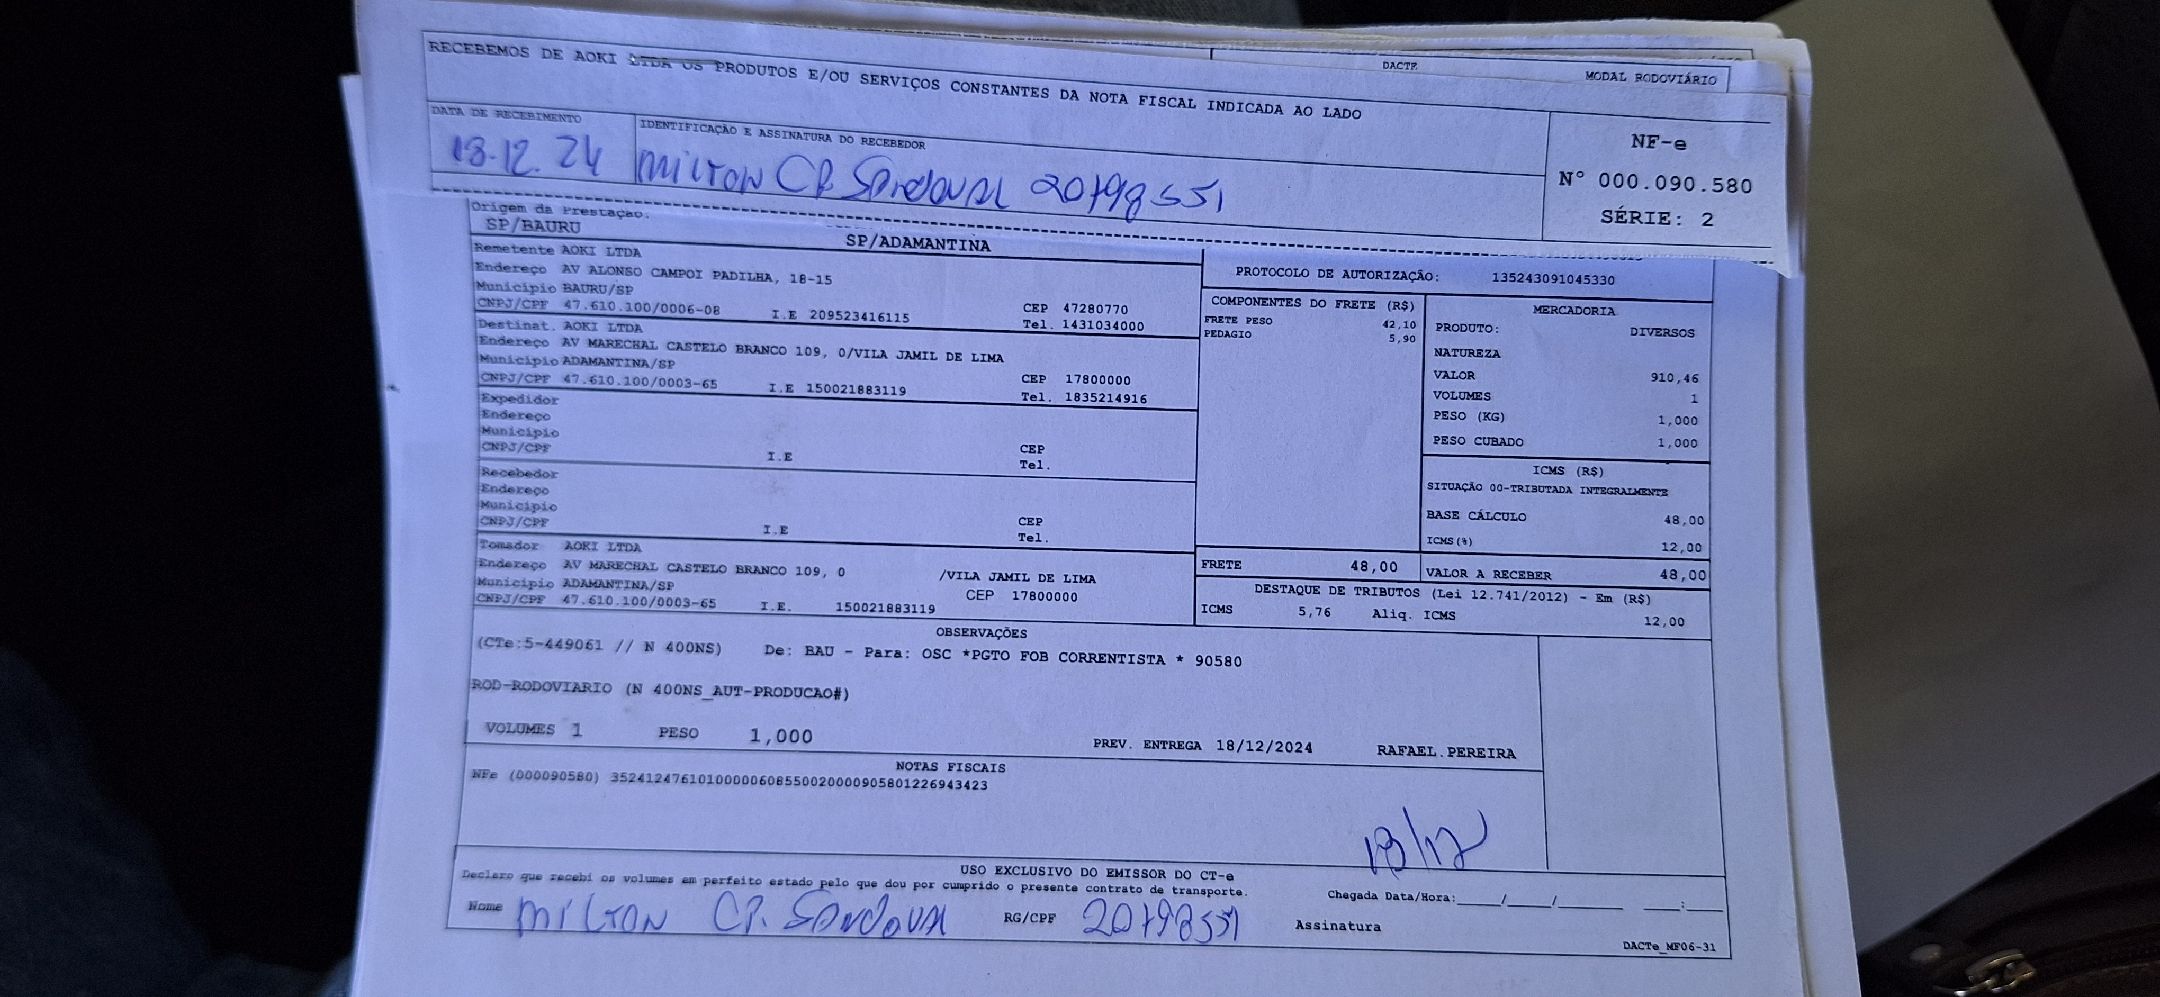 DACTE
MODAL RODOVIÁRIO
RECEBEMOS DE AOKI LTDA OS PRODUTOS E/OU SERVIÇOS CONSTANTES DA NOTA FISCAL INDICADA AO LADO
DATA DE RECEBIMENTO
IDENTIFICAÇÃO E ASSINATURA DO RECEBEDOR
18.12.24 MILTON CP. Sandoval 20198551
NF-e
N° 000.090.580
SÉRIE: 2
Origem da Prestação.
SP/BAURU
SP/ADAMANTINA
Remetente AOKI LTDA
Endereço AV ALONSO CAMPOI PADILHA, 18-15
Município BAURU/SP
CEP 47280770
CNPJ/CPF 47.610.100/0006-08 I.E 209523416115 Tel. 1431034000
Destinat. AOKI LTDA
Endereço AV MARECHAL CASTELO BRANCO 109, 0/VILA JAMIL DE LIMA
Município ADAMANTINA/SP
CEP 17800000
CNPJ/CPF 47.610.100/0003-65 I.E 150021883119 Tel. 1835214916
Expedidor
Endereço
Município
CEP
CNPJ/CPF I.E Tel.
Recebedor
Endereço
Município
CEP
CNPJ/CPF I.E Tel.
Tomador AOKI LTDA
Endereço AV MARECHAL CASTELO BRANCO 109, 0 /VILA JAMIL DE LIMA
Município ADAMANTINA/SP CEP 17800000
CNPJ/CPF 47.610.100/0003-65 I.E. 150021883119
PROTOCOLO DE AUTORIZAÇÃO: 135243091045330
COMPONENTES DO FRETE (R$)
FRETE PESO 42,10
PEDAGIO 5,90
MERCADORIA
PRODUTO: DIVERSOS
NATUREZA
VALOR 910,46
VOLUMES 1
PESO (KG) 1,000
PESO CUBADO 1,000
ICMS (R$)
SITUAÇÃO 00-TRIBUTADA INTEGRALMENTE
BASE CÁLCULO 48,00
ICMS(%) 12,00
FRETE 48,00
VALOR A RECEBER 48,00
DESTAQUE DE TRIBUTOS (Lei 12.741/2012) - Em (R$)
ICMS 5,76 Aliq. ICMS 12,00
OBSERVAÇÕES
(CTe:5-449061 // N 400NS) De: BAU - Para: OSC *PGTO FOB CORRENTISTA * 90580
ROD-RODOVIARIO (N 400NS_AUT-PRODUCAO#)
VOLUMES 1 PESO 1,000 PREV. ENTREGA 18/12/2024 RAFAEL.PEREIRA
NOTAS FISCAIS
NFe (000090580) 35241247610100000608550020000905801226943423
18/12
USO EXCLUSIVO DO EMISSOR DO CT-e
Declaro que recebi os volumes em perfeito estado pelo que dou por cumprido o presente contrato de transporte.
Chegada Data/Hora:_____/_____/_______ ____:____
Nome MILTON CP. Sandoval RG/CPF 20198551 Assinatura
DACTe_MF06-31